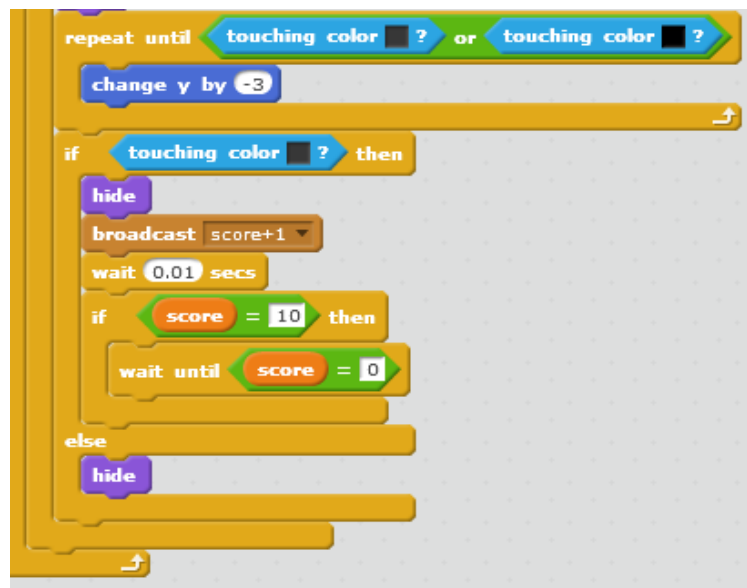 repeat until touching color ? or touching color ?
change y by -3
if touching color ? then
hide
broadcast score+1
wait 0.01 secs
if score = 10 then
wait until score = 0
else
hide